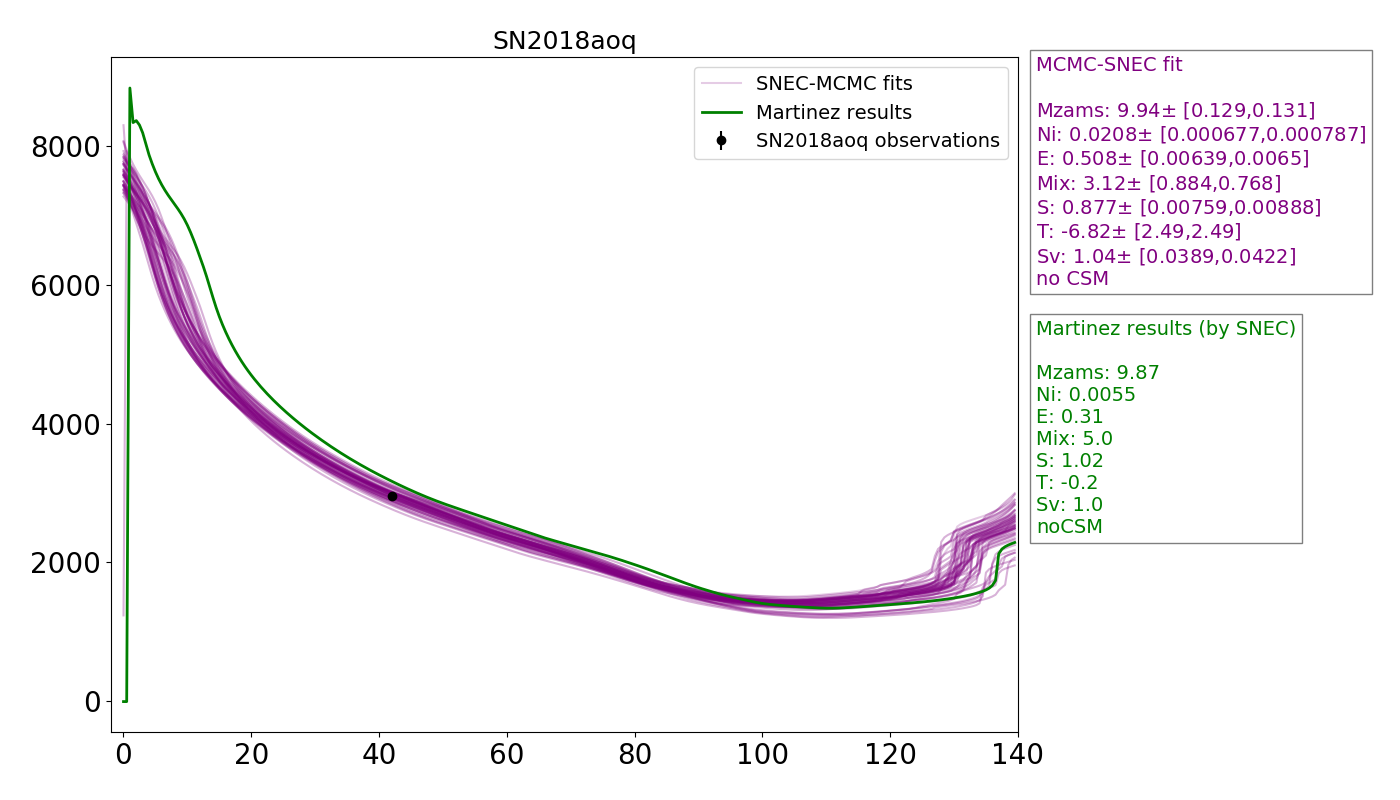 SN2018aoq
SNEC-MCMC fits
Martinez results
SN2018aoq observations
8000
6000
4000
2000
0
0 20 40 60 80 100 120 140
MCMC-SNEC fit
Mzams: 9.94± [0.129,0.131]
Ni: 0.0208± [0.000677,0.000787]
E: 0.508± [0.00639,0.0065]
Mix: 3.12± [0.884,0.768]
S: 0.877± [0.00759,0.00888]
T: -6.82± [2.49,2.49]
Sv: 1.04± [0.0389,0.0422]
no CSM
Martinez results (by SNEC)
Mzams: 9.87
Ni: 0.0055
E: 0.31
Mix: 5.0
S: 1.02
T: -0.2
Sv: 1.0
noCSM